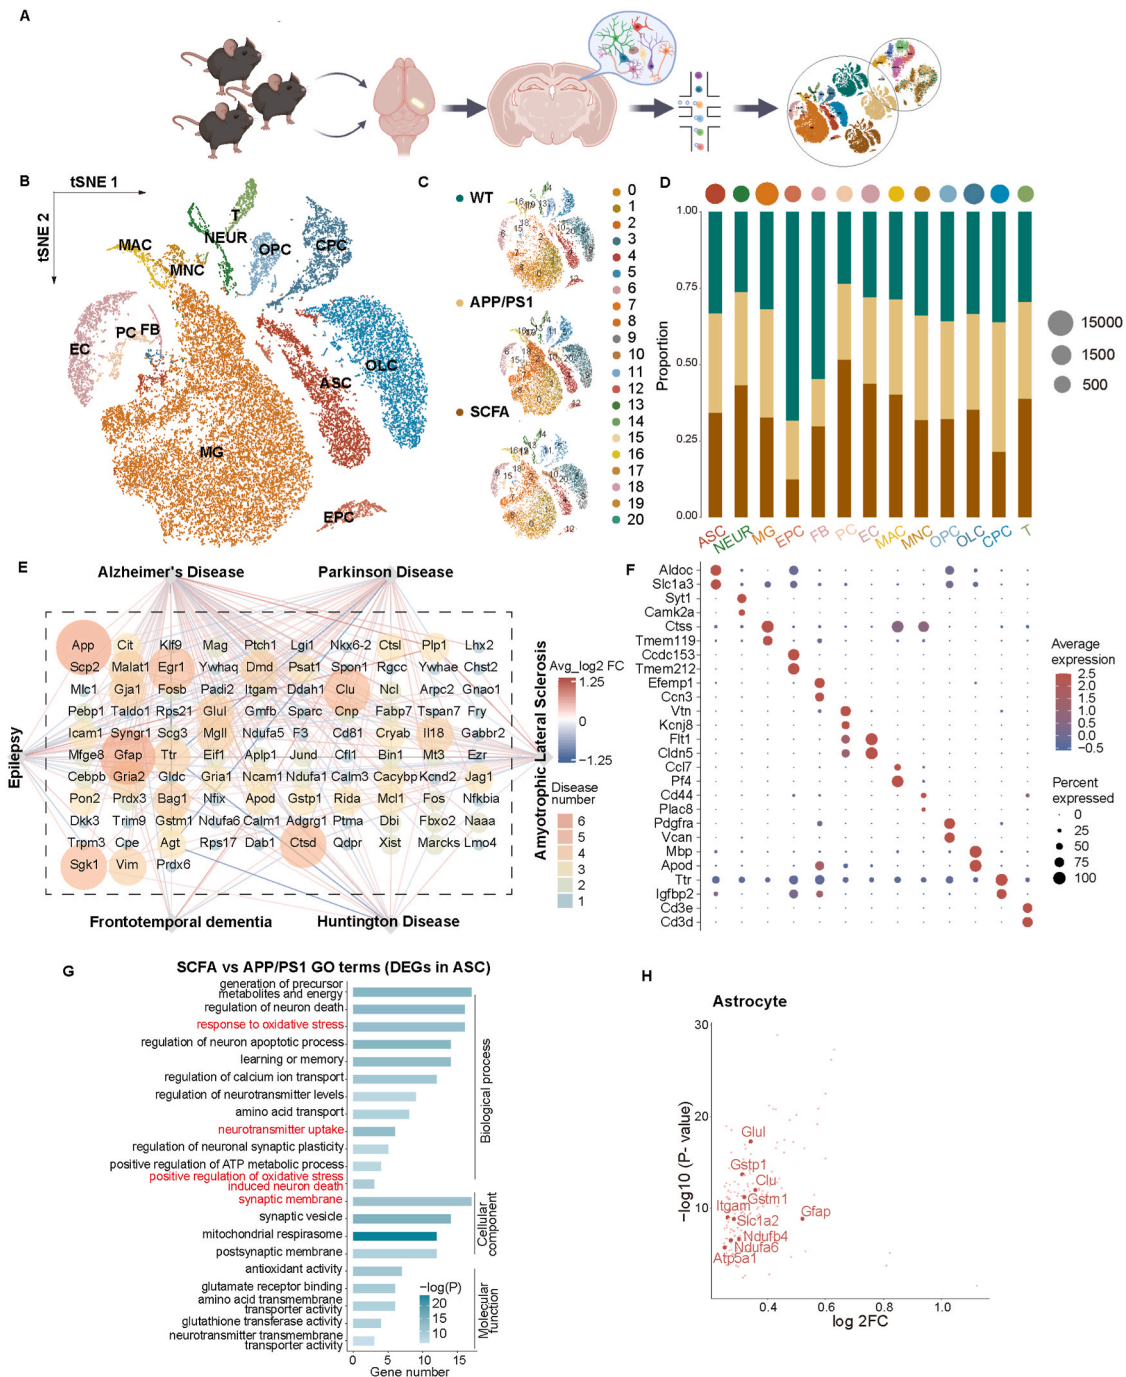 A
B
tSNE 1
tSNE 2
T
NEUR
MAC
MNC
OPC
CPC
EC
PC
FB
OLC
ASC
MG
EPC
C
WT
APP/PS1
SCFA
0
1
2
3
4
5
6
7
8
9
10
11
12
13
14
15
16
17
18
19
20
D
Proportion
1.00
0.75
0.50
0.25
0.00
ASC NEUR MG EPC FB PC EC MAC MNC OPC OLC CPC T
15000
1500
500
E
Alzheimer's Disease
Parkinson Disease
Epilepsy
Amyotrophic Lateral Sclerosis
App Cit Klf9 Mag Ptch1 Lgi1 Nkx6-2 Ctsl Plp1 Lhx2
Scp2 Malat1 Egr1 Ywhaq Dmd Psat1 Spon1 Rgcc Ywhae Chst2
Mlc1 Gja1 Fosb Padi2 Itgam Ddah1 Clu Ncl Arpc2 Gnao1
Pebp1 Taldo1 Rps21 Glul Gmfb Sparc Cnp Fabp7 Tspan7 Fry
Icam1 Syngr1 Scg3 Mgll Ndufa5 F3 Cd81 Cryab Il18 Gabbr2
Mfge8 Gfap Ttr Eif1 Aplp1 Jund Cfl1 Bin1 Mt3 Ezr
Cebpb Gria2 Gldc Gria1 Ncam1 Ndufa1 Calm3 Cacybp Kcnd2 Jag1
Pon2 Prdx3 Bag1 Nfix Apod Gstp1 Rida Mcl1 Fos Nfkbia
Dkk3 Trim9 Gstm1 Ndufa6 Calm1 Adgrg1 Ptma Dbi Fbxo2 Naaa
Trpm3 Cpe Agt Rps17 Dab1 Ctsd Qdpr Xist Marcks Lmo4
Sgk1 Vim Prdx6
Frontotemporal dementia
Huntington Disease
Avg_log2 FC
1.25
0
−1.25
Disease
number
6
5
4
3
2
1
F
Aldoc
Slc1a3
Syt1
Camk2a
Ctss
Tmem119
Ccdc153
Tmem212
Efemp1
Ccn3
Vtn
Kcnj8
Flt1
Cldn5
Ccl7
Pf4
Cd44
Plac8
Pdgfra
Vcan
Mbp
Apod
Ttr
Igfbp2
Cd3e
Cd3d
Average
expression
2.5
2.0
1.5
1.0
0.5
0.0
−0.5
Percent
expressed
0
25
50
75
100
G
SCFA vs APP/PS1 GO terms (DEGs in ASC)
generation of precursor
metabolites and energy
regulation of neuron death
response to oxidative stress
regulation of neuron apoptotic process
learning or memory
regulation of calcium ion transport
regulation of neurotransmitter levels
amino acid transport
neurotransmitter uptake
regulation of neuronal synaptic plasticity
positive regulation of ATP metabolic process
positive regulation of oxidative stress
induced neuron death
synaptic membrane
synaptic vesicle
mitochondrial respirasome
postsynaptic membrane
antioxidant activity
glutamate receptor binding
amino acid transmembrane
transporter activity
glutathione transferase activity
neurotransmitter transmembrane
transporter activity
Biological process
Cellular
component
Molecular
function
−log(P)
20
15
10
0 5 10 15
Gene number
H
Astrocyte
−log10 (P- value)
30
20
10
Glul
Gstp1
Clu
Gstm1
Itgam
Slc1a2
Gfap
Ndufb4
Ndufa6
Atp5a1
0.4 0.6 0.8 1.0
log 2FC